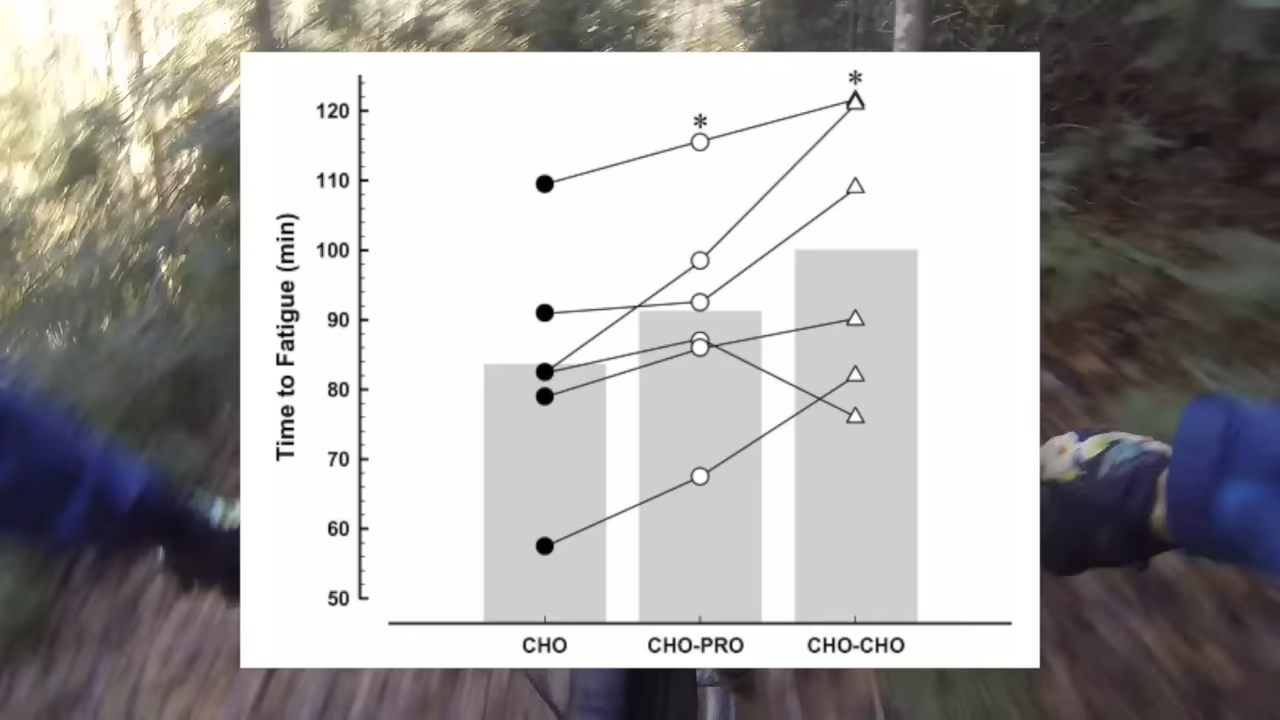 *
*
120
110
100
90
80
70
60
50
Time to Fatigue (min)
CHO
CHO-PRO
CHO-CHO